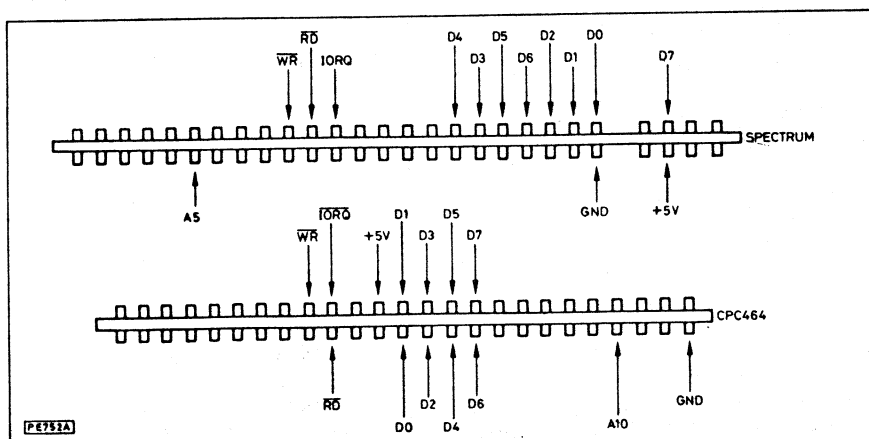 D4 D5 D2 D0
RD D7
WR IORQ D3 D6 D1
SPECTRUM
A5 GND +5V
IORQ D1 D5
WR +5V D3 D7
CPC464
RD D2 D6 GND
D0 D4 A10
PE752A